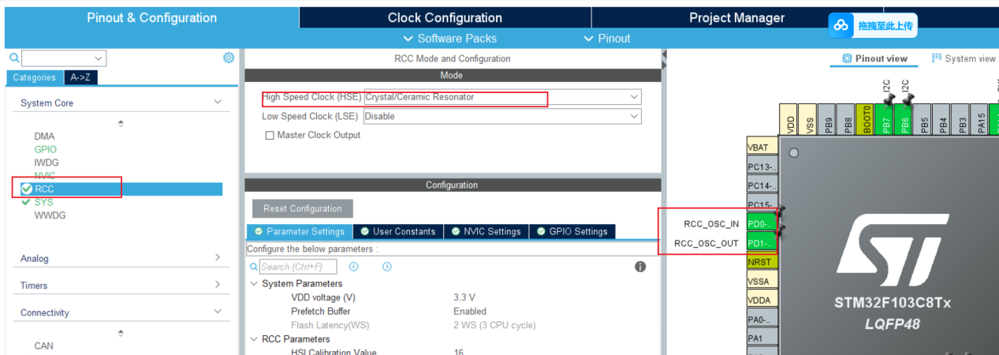 Pinout & Configuration
Clock Configuration
Project Manager
拖拽至此上传
Software Packs
Pinout
Categories
A->Z
System Core
DMA
GPIO
IWDG
NVIC
RCC
SYS
WWDG
Analog
Timers
Connectivity
CAN
RCC Mode and Configuration
Mode
High Speed Clock (HSE) Crystal/Ceramic Resonator
Low Speed Clock (LSE) Disable
Master Clock Output
Configuration
Reset Configuration
Parameter Settings
User Constants
NVIC Settings
GPIO Settings
Configure the below parameters :
Search (Ctrl+F)
System Parameters
VDD voltage (V) 3.3 V
Prefetch Buffer Enabled
Flash Latency(WS) 2 WS (3 CPU cycle)
RCC Parameters
HSI Calibration Value 16
Pinout view
System view
I2C
I2C
VDD
VSS
PB9
PB8
BOOT0
PB7
PB6
PB5
PB4
PB3
PA15
VBAT
PC13-..
PC14-..
PC15-
RCC_OSC_IN PD0-..
RCC_OSC_OUT PD1-..
NRST
VSSA
VDDA
PA0-..
PA1
ST
STM32F103C8Tx
LQFP48